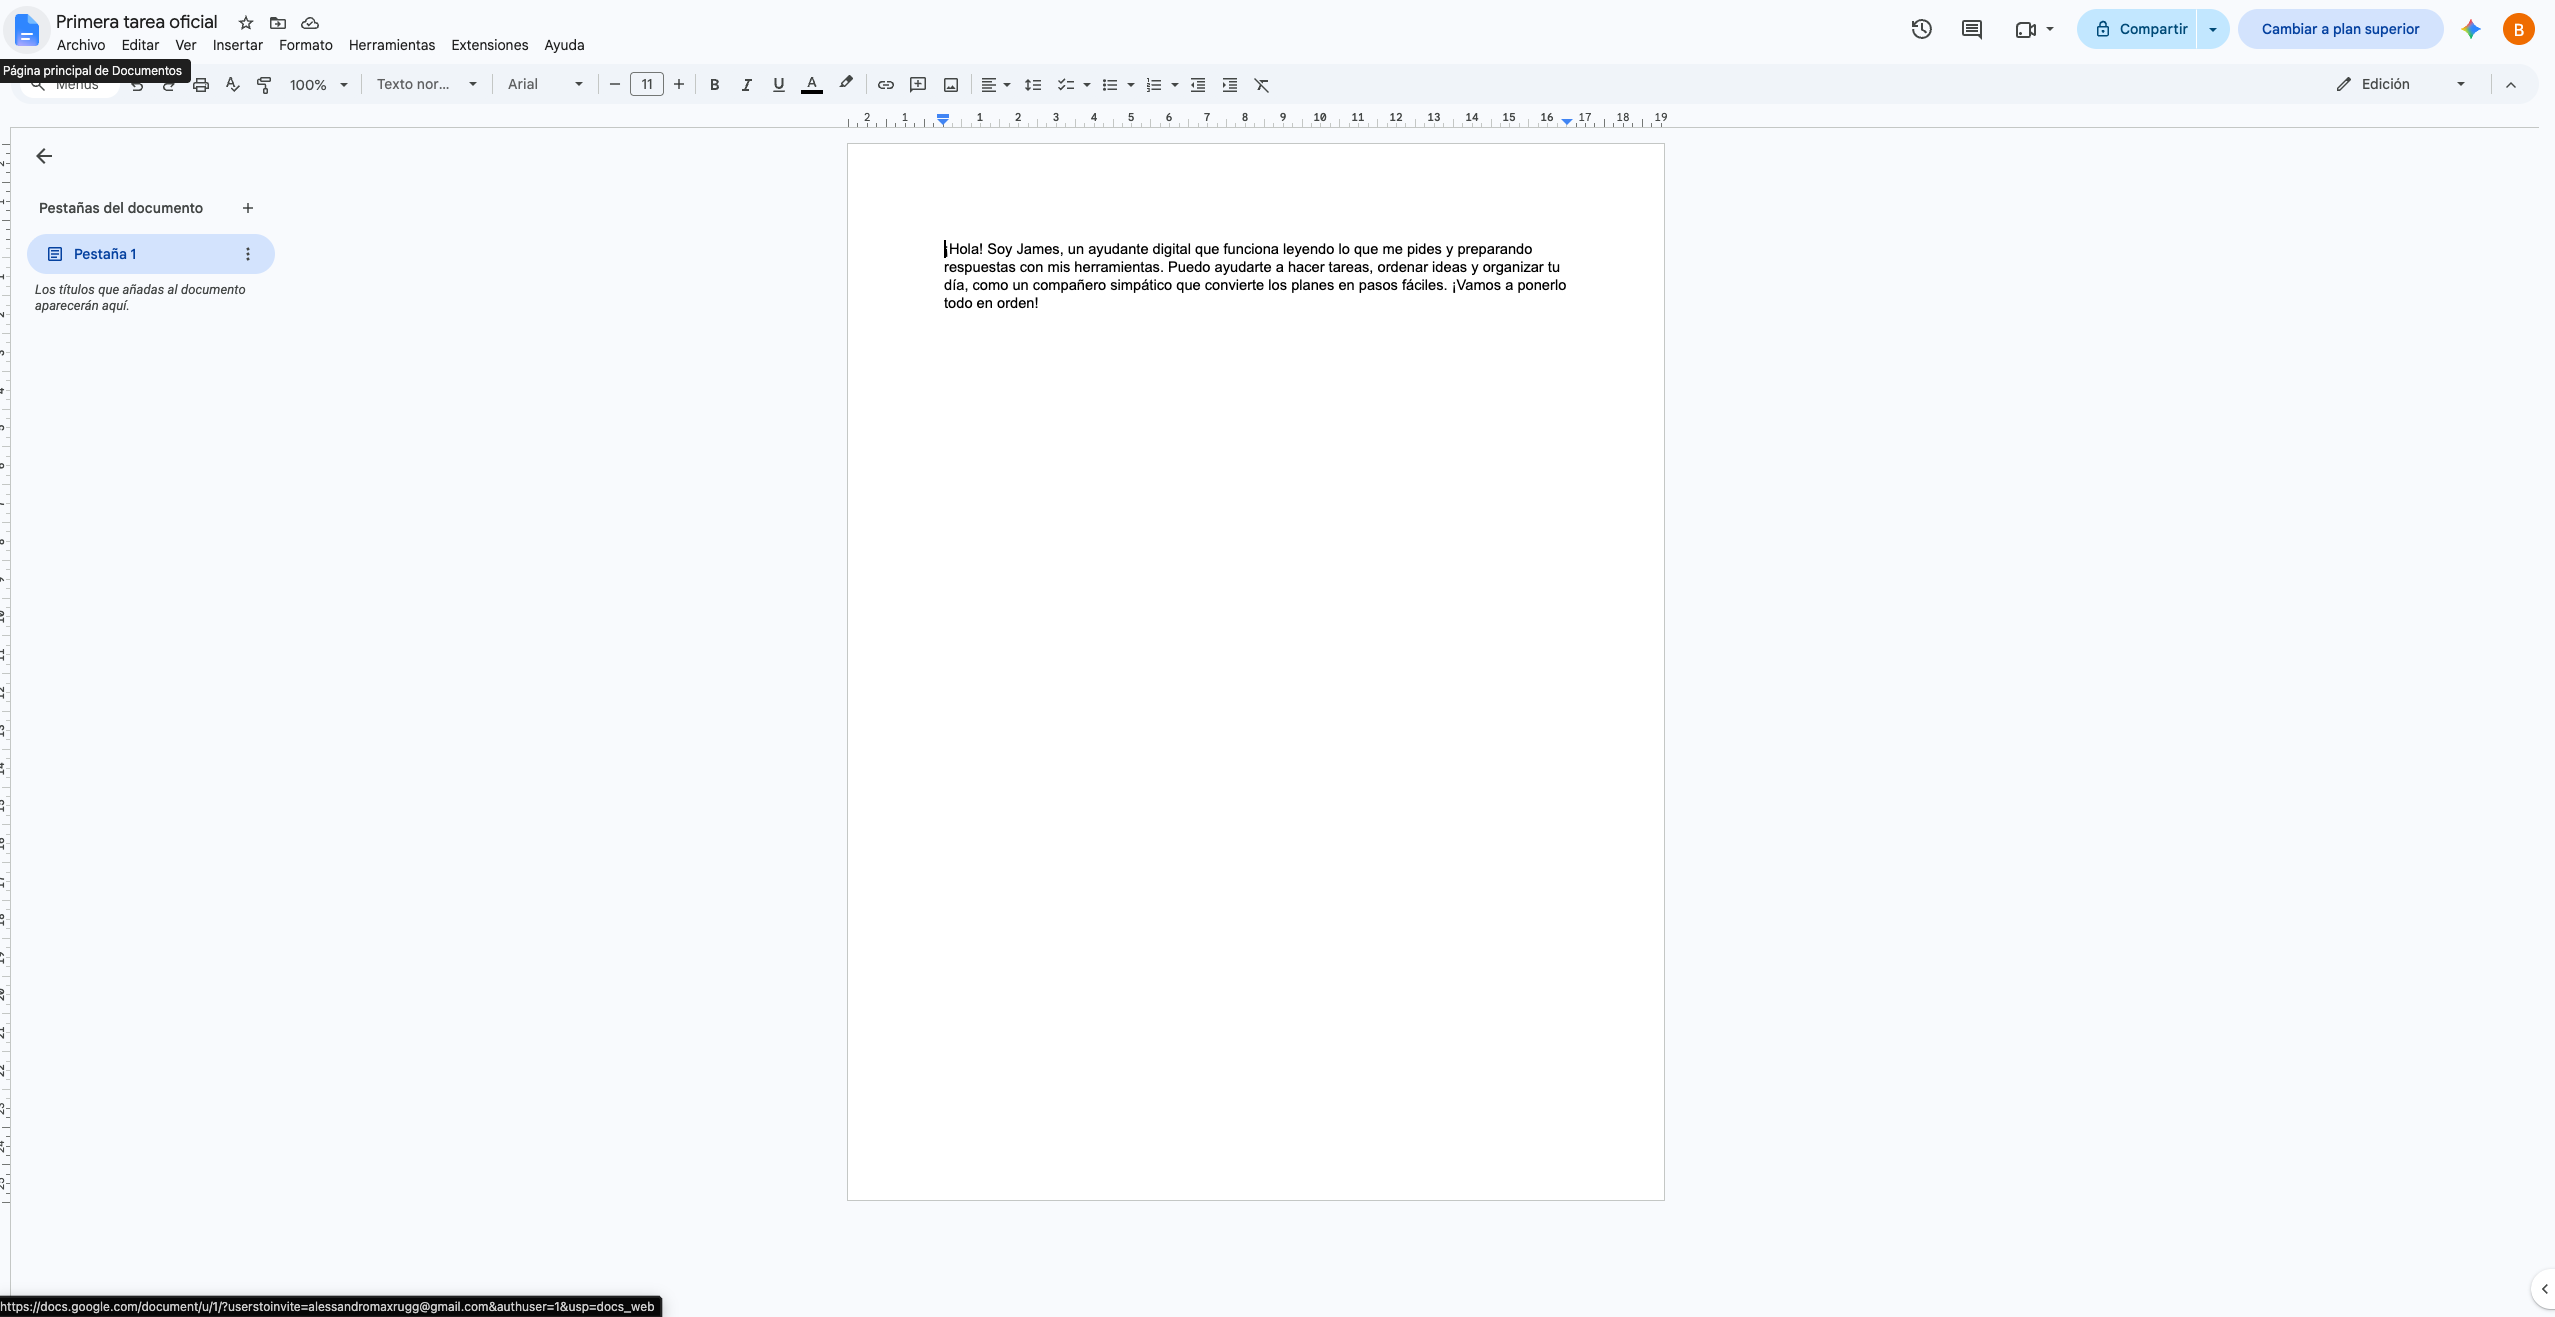 Primera tarea oficial
Archivo Editar Ver Insertar Formato Herramientas Extensiones Ayuda
Compartir
Cambiar a plan superior
B
Página principal de Documentos
Menús
100%
Texto nor...
Arial
11
B I U A
Edición
2 1 1 2 3 4 5 6 7 8 9 10 11 12 13 14 15 16 17 18 19
Pestañas del documento
Pestaña 1
Los títulos que añadas al documento
aparecerán aquí.
¡Hola! Soy James, un ayudante digital que funciona leyendo lo que me pides y preparando
respuestas con mis herramientas. Puedo ayudarte a hacer tareas, ordenar ideas y organizar tu
día, como un compañero simpático que convierte los planes en pasos fáciles. ¡Vamos a ponerlo
todo en orden!
https://docs.google.com/document/u/1/?userstoinvite=alessandromaxrugg@gmail.com&authuser=1&usp=docs_web